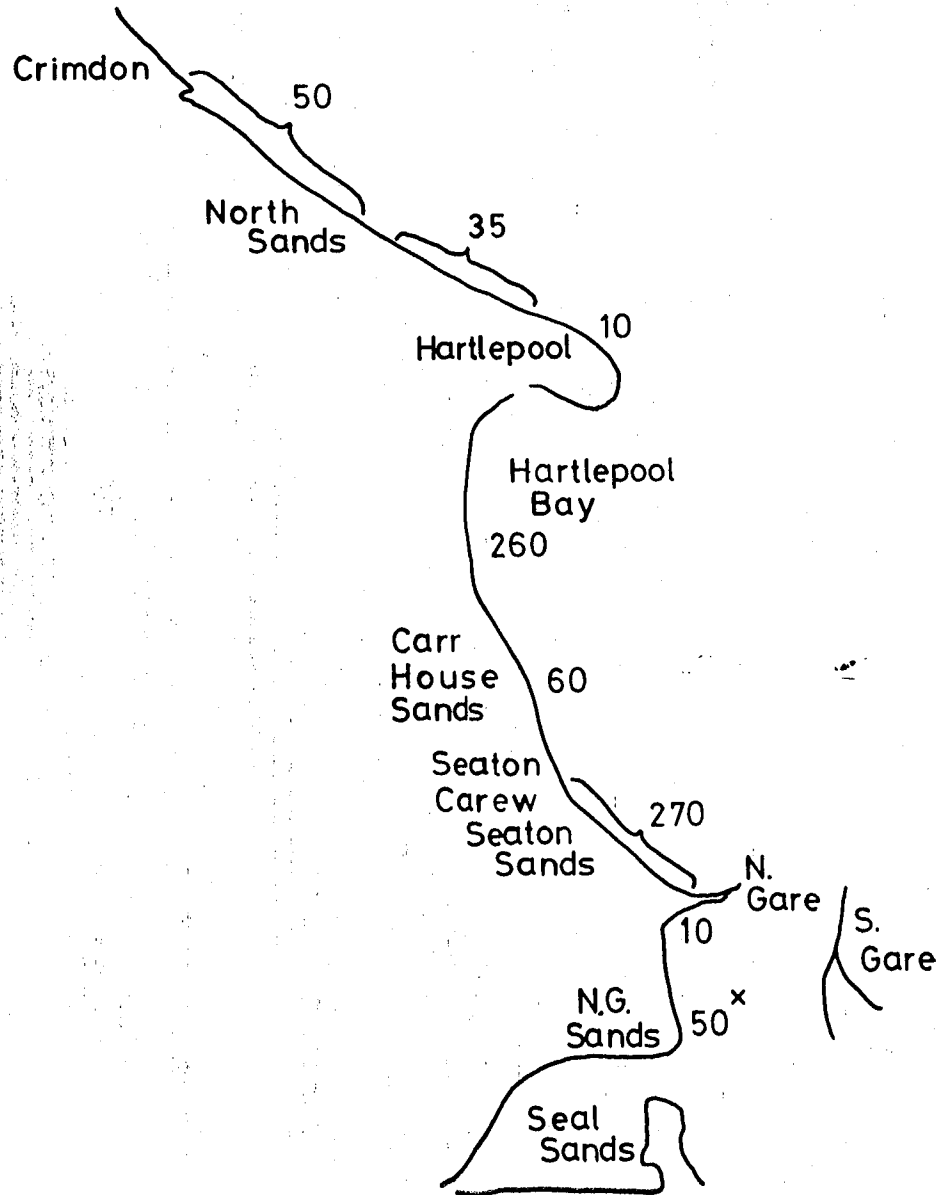 Crimdon
50
North
Sands
35
10
Hartlepool
Hartlepool
Bay
260
Carr
House
Sands
60
Seaton
Carew
Seaton
Sands
270
N.
Gare
S.
Gare
10
N.G.
Sands
50 x
Seal
Sands